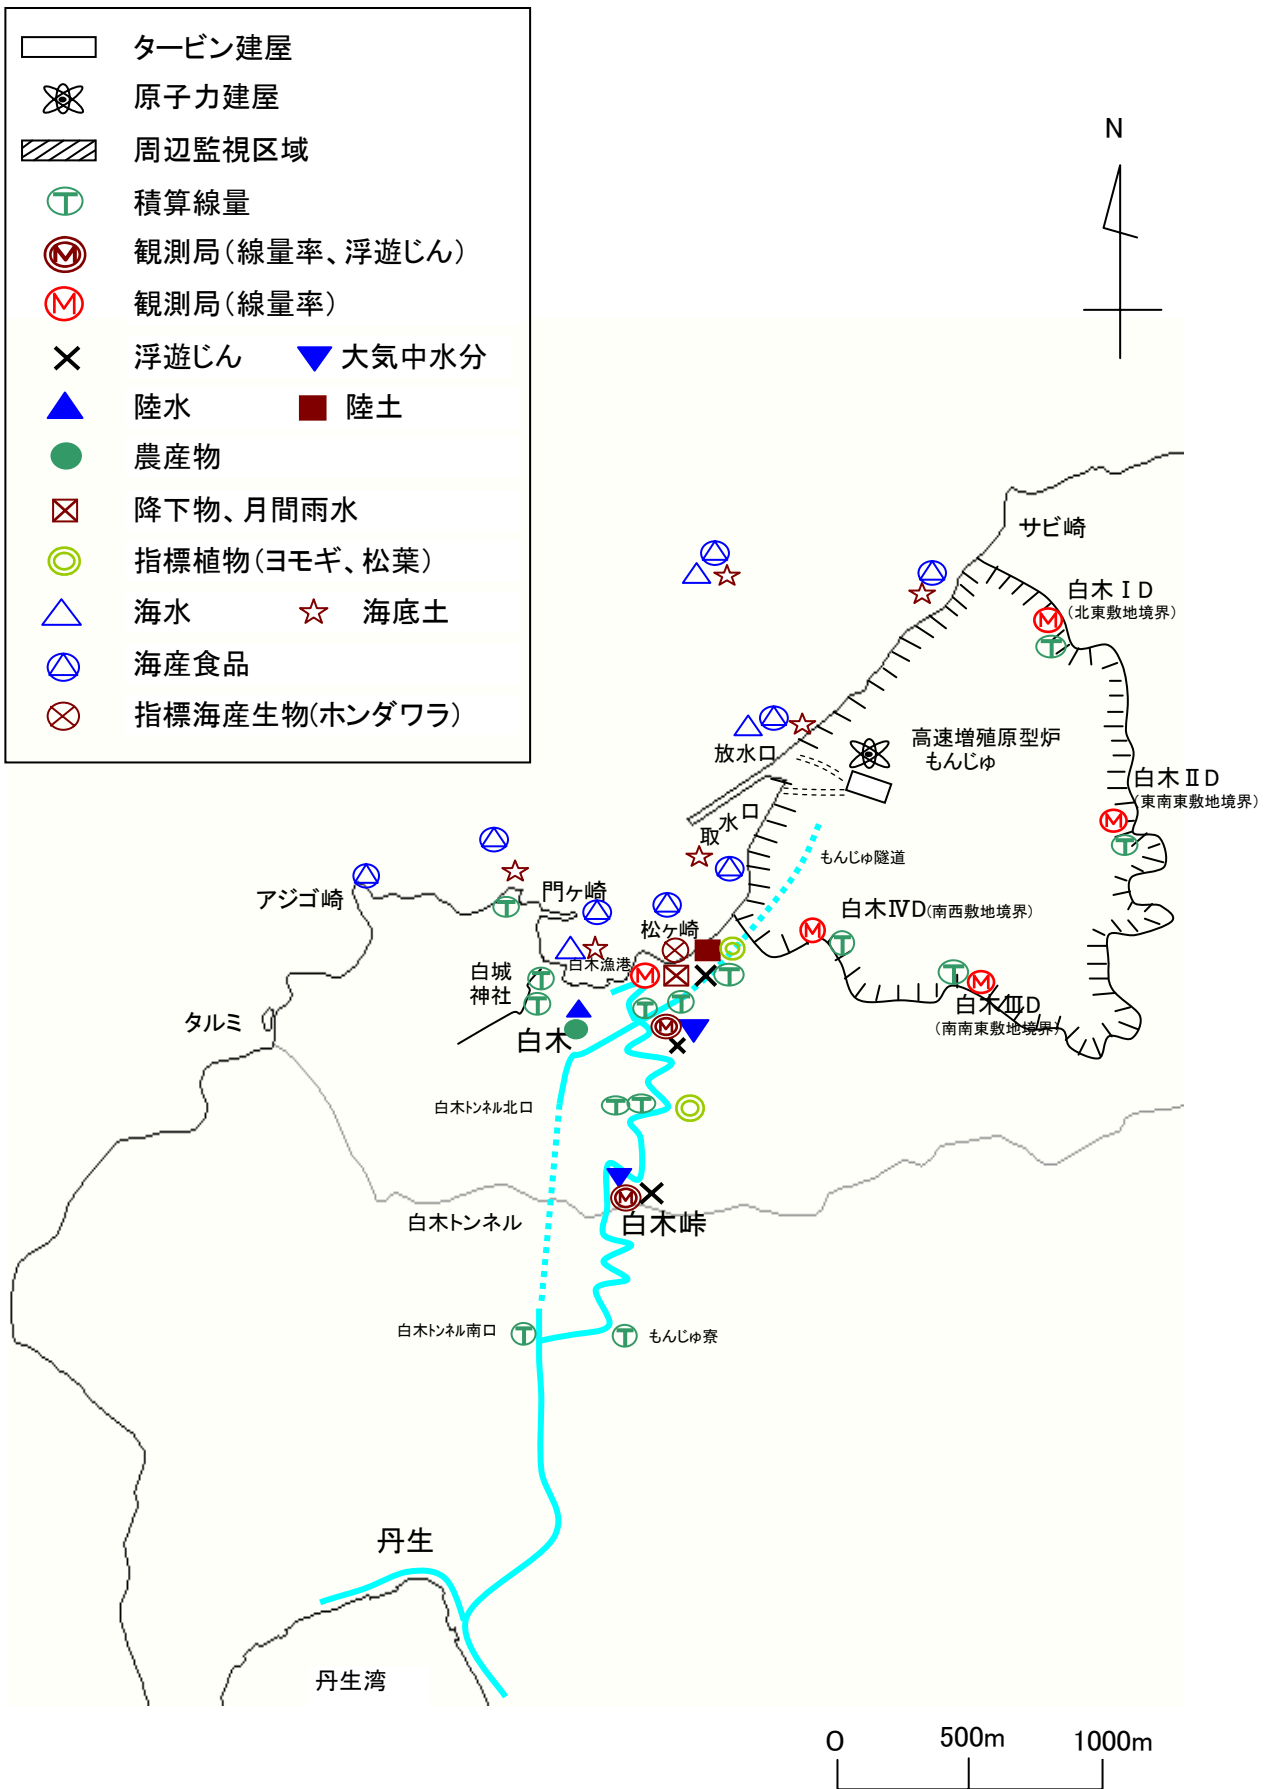 タービン建屋
原子力建屋
周辺監視区域
積算線量
観測局(線量率、浮遊じん)
観測局(線量率)
浮遊じん 大気中水分
陸水 陸土
農産物
降下物、月間雨水
指標植物(ヨモギ、松葉)
海水 海底土
海産食品
指標海産生物(ホンダワラ)
N
サビ崎
白木ⅠD
(北東敷地境界)
放水口
高速増殖原型炉
もんじゅ
白木ⅡD
(東南東敷地境界)
取水口
もんじゅ隧道
アジゴ崎
門ヶ崎
白木ⅣD(南西敷地境界)
松ヶ崎
白木漁港
白城
神社
白木ⅢD
(南南東敷地境界)
タルミ
白木
白木トンネル北口
白木トンネル
白木峠
白木トンネル南口
もんじゅ寮
丹生
丹生湾
O 500m 1000m